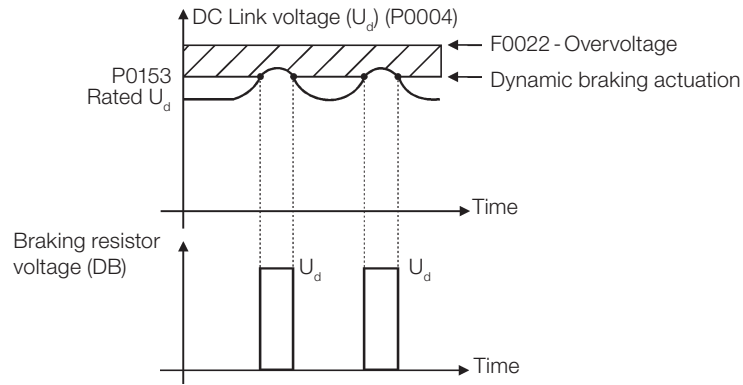 DC Link voltage (Ud) (P0004)
F0022 - Overvoltage
P0153
Dynamic braking actuation
Rated Ud
Time
Braking resistor
voltage (DB)
Ud
Ud
Time